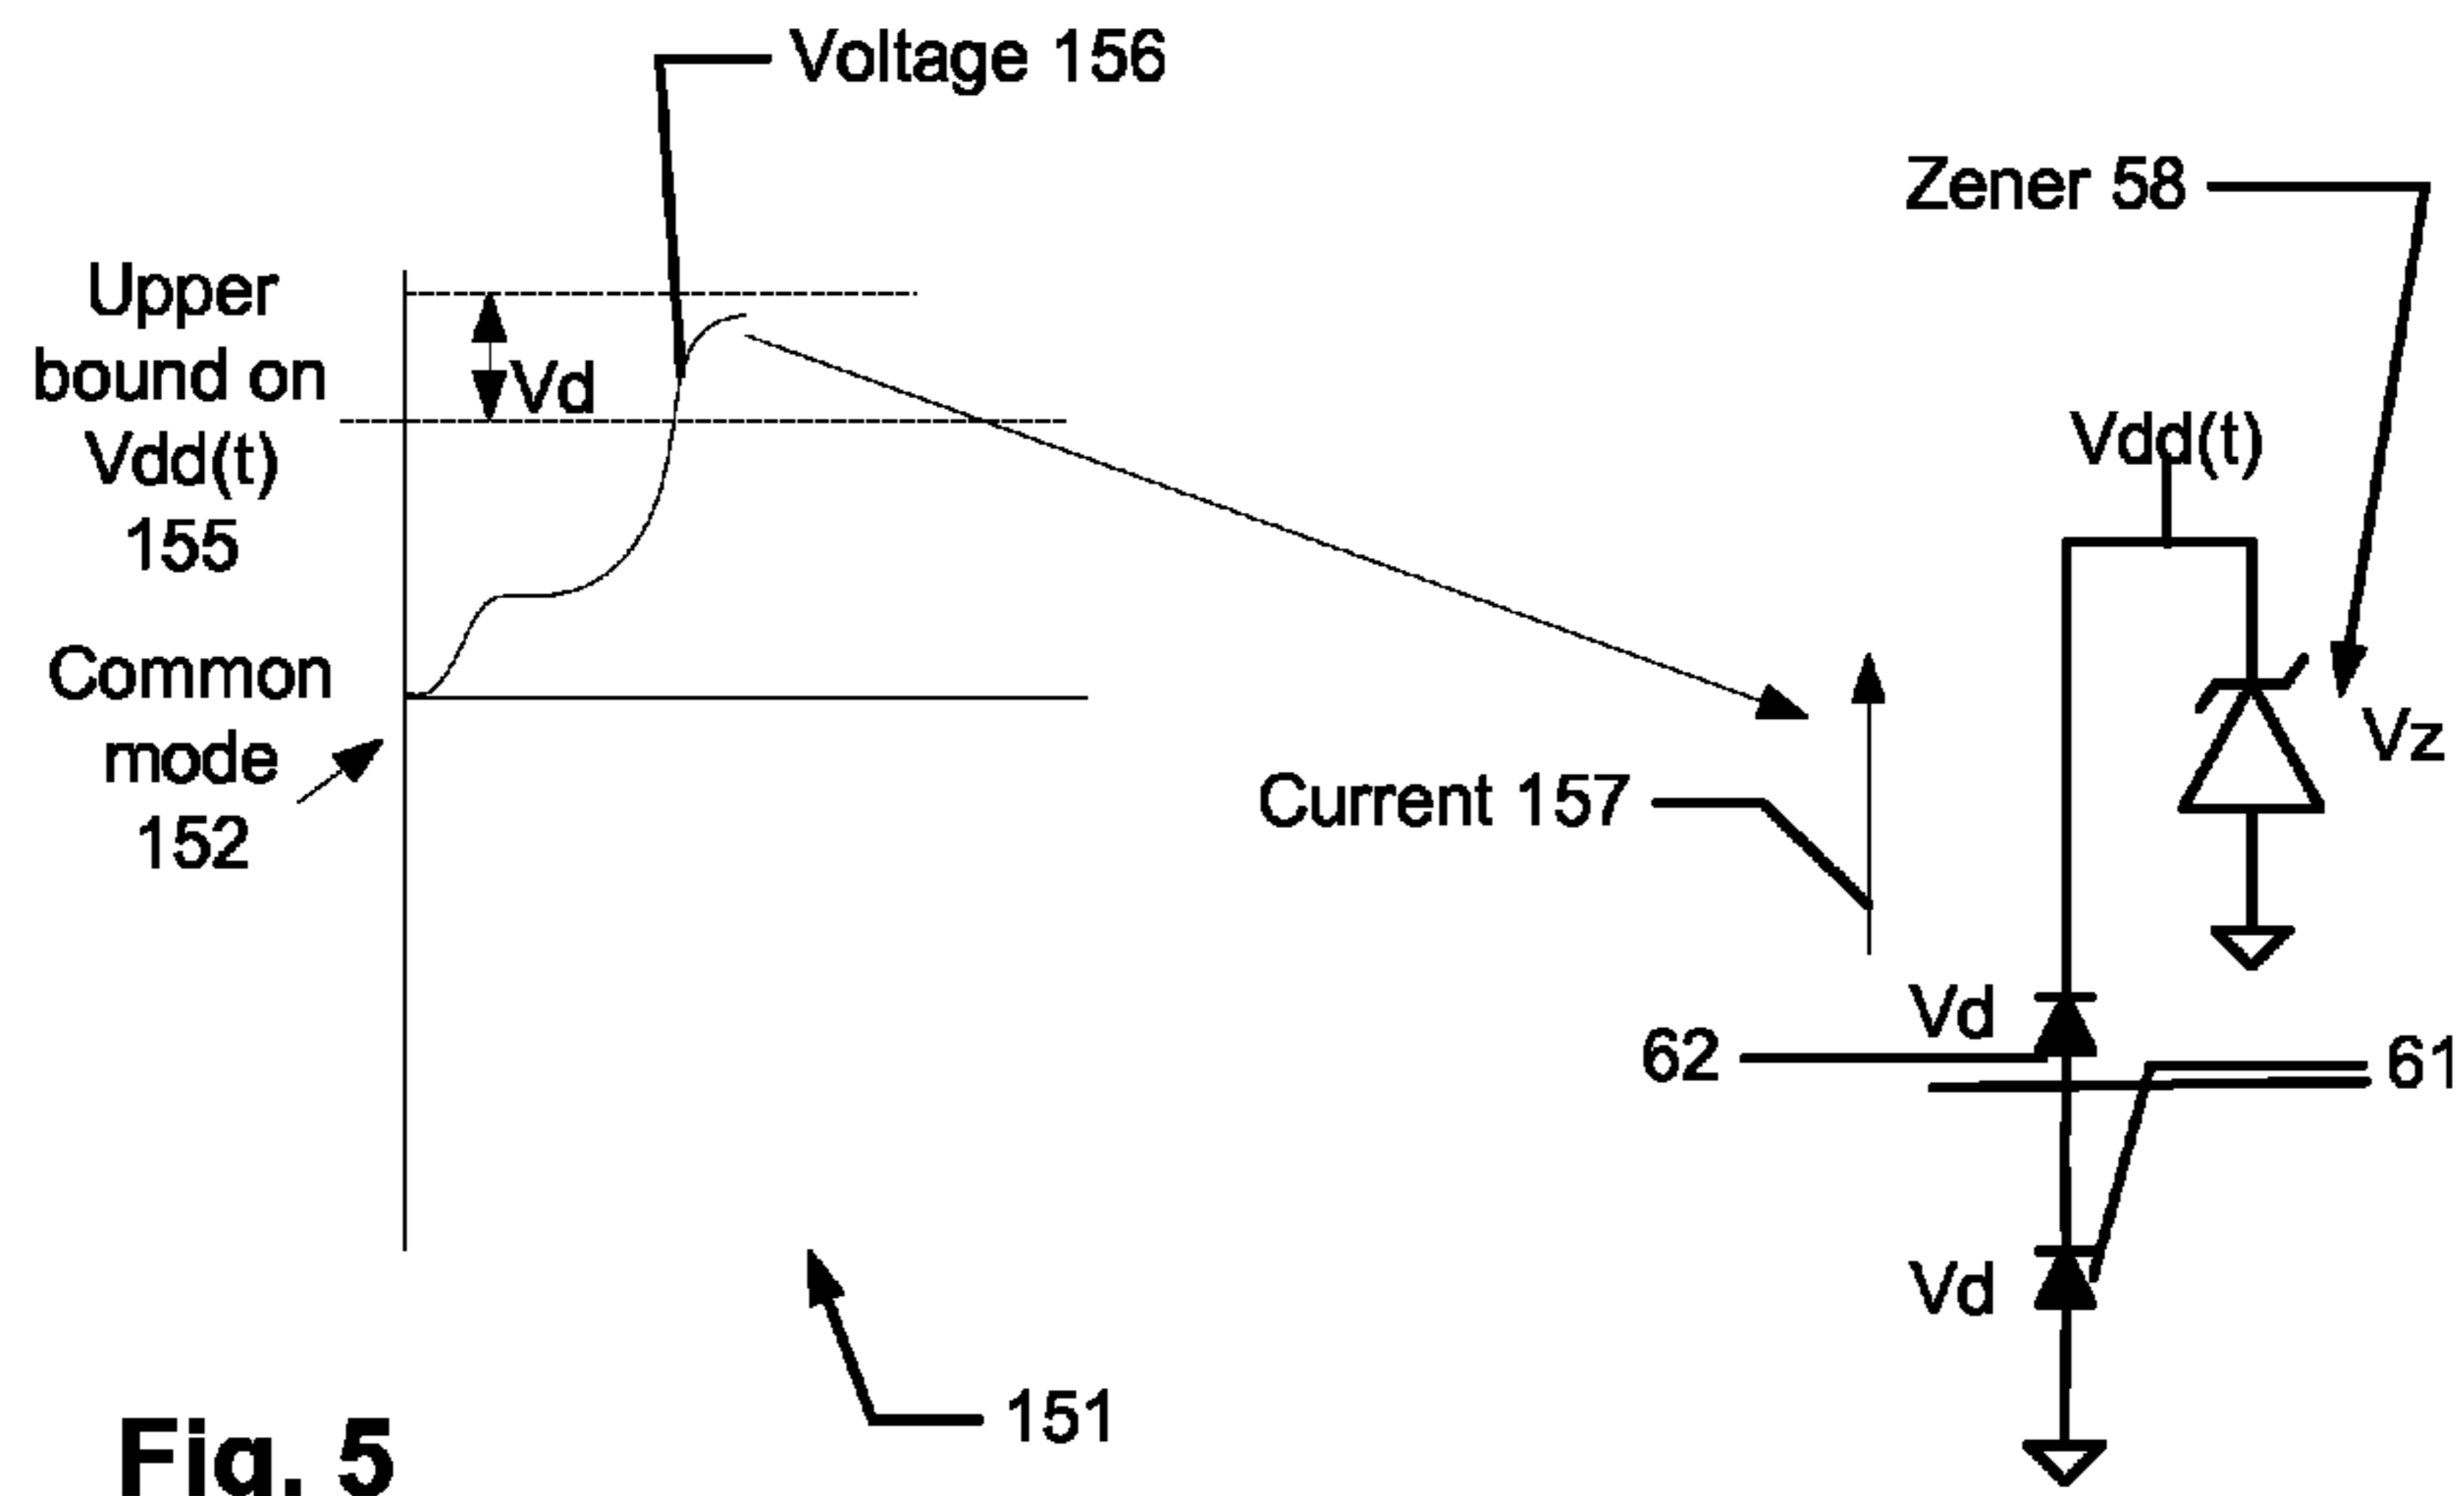 Voltage 156
Zener 58
Upper
bound on
Vdd(t)
155
Vd
Vdd(t)
Common
mode
152
Vz
Current 157
Vd
62
61
Vd
151
Fig. 5